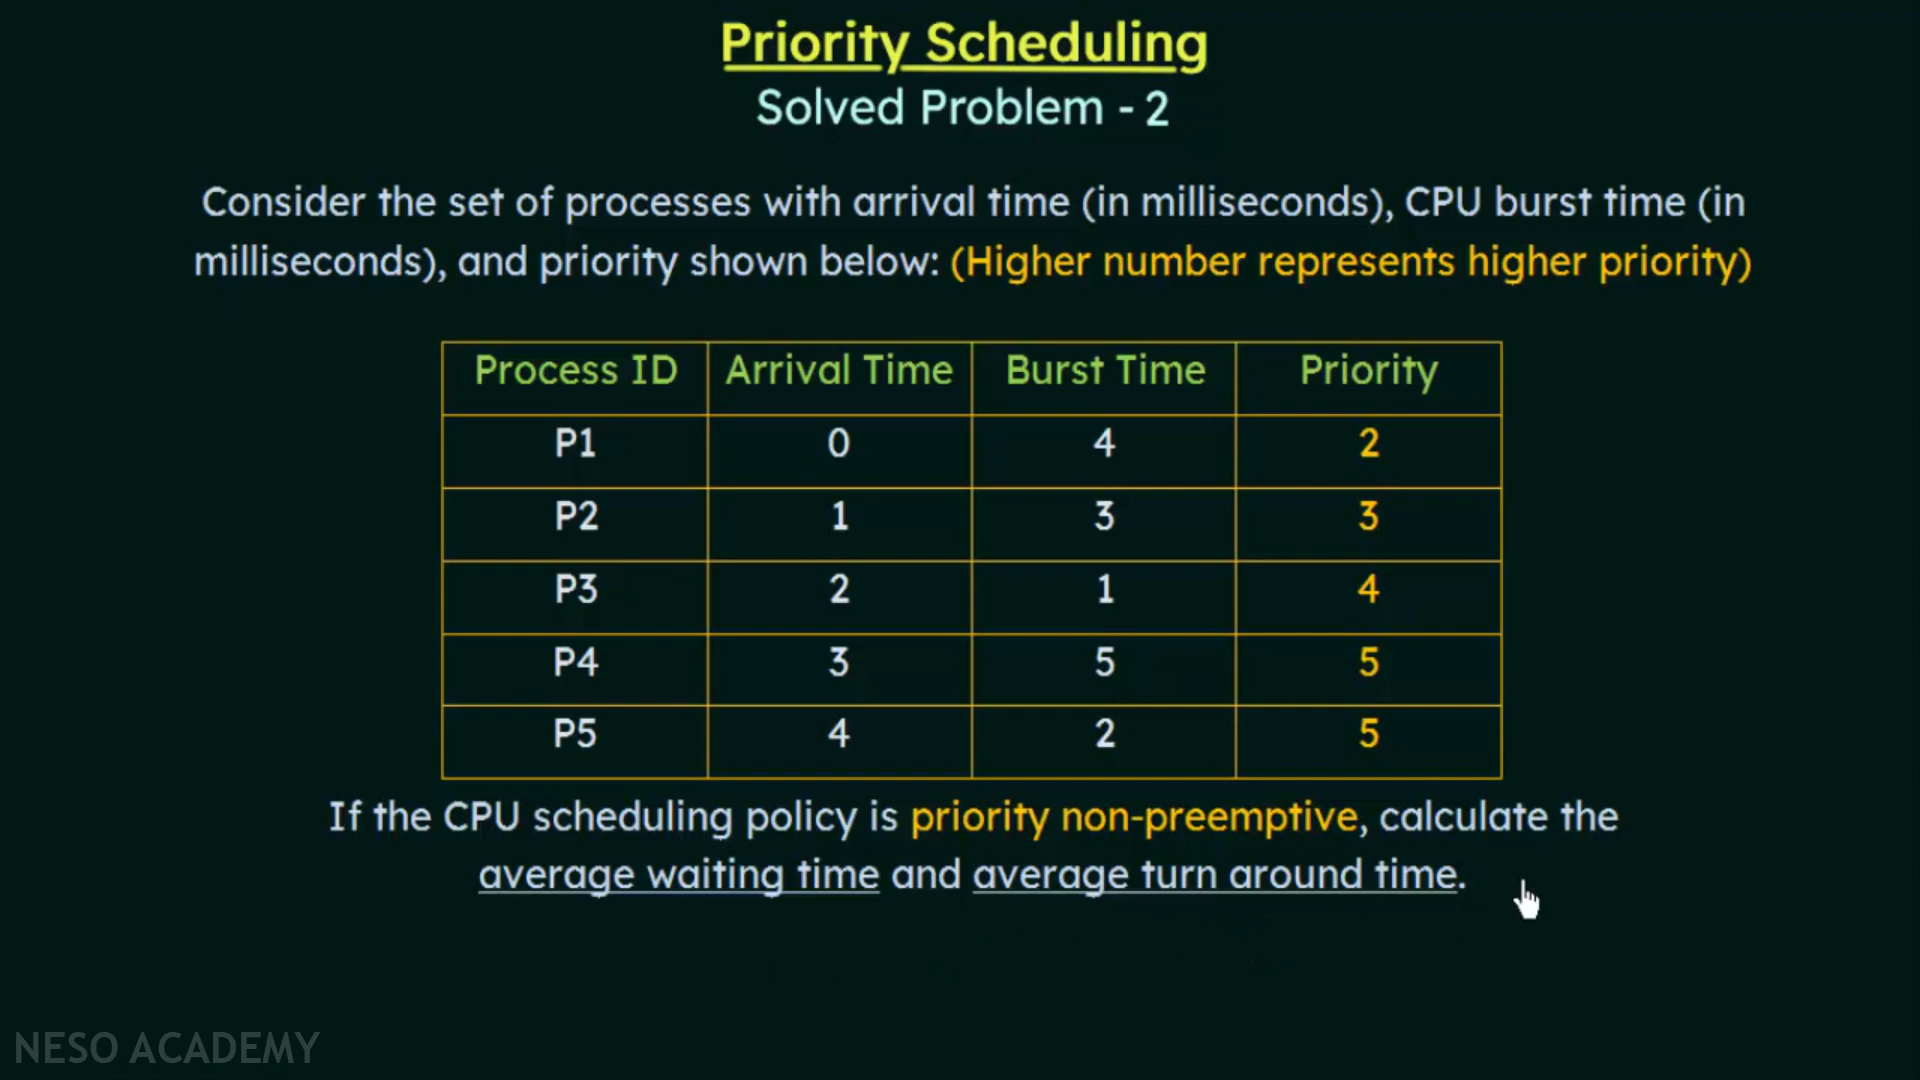 Priority Scheduling
Solved Problem - 2
Consider the set of processes with arrival time (in milliseconds), CPU burst time (in
milliseconds), and priority shown below: (Higher number represents higher priority)
Process ID Arrival Time Burst Time Priority
P1 0 4 2
P2 1 3 3
P3 2 1 4
P4 3 5 5
P5 4 2 5
If the CPU scheduling policy is priority non-preemptive, calculate the
average waiting time and average turn around time.
NESO ACADEMY